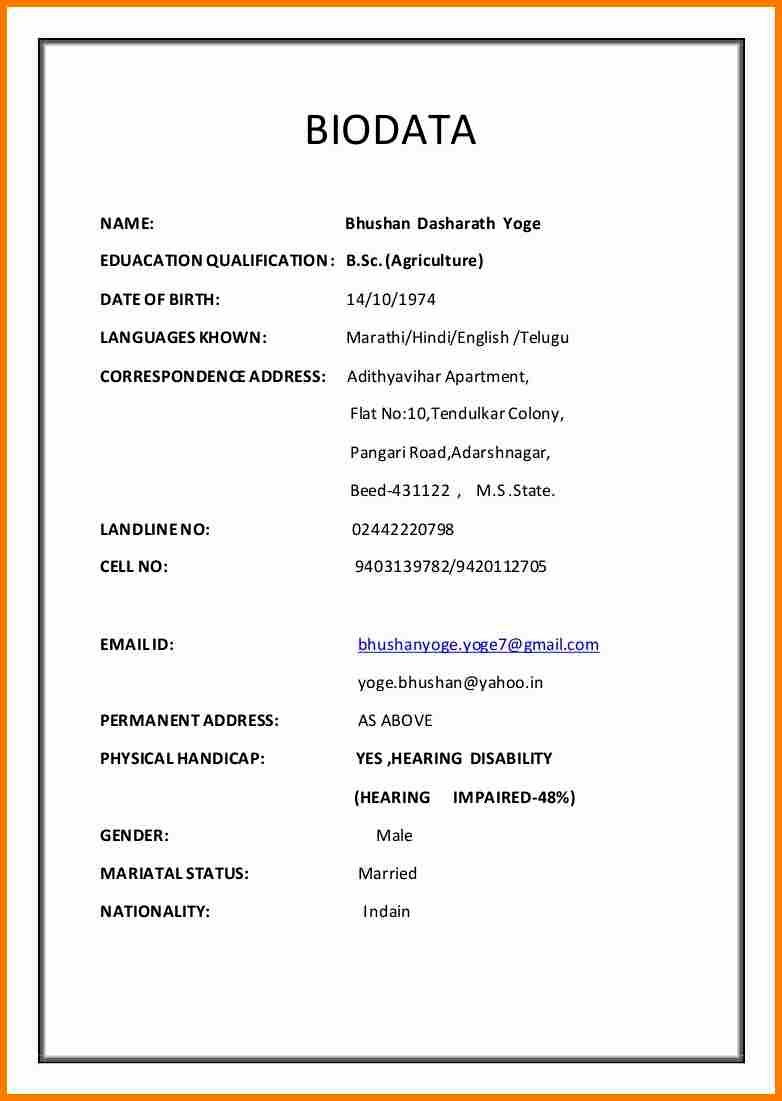 BIODATA
NAME: Bhushan Dasharath Yoge
EDUACATION QUALIFICATION: B.Sc.(Agriculture)
DATE OF BIRTH: 14/10/1974
LANGUAGES KHOWN: Marathi/Hindi/English /Telugu
CORRESPONDENCE ADDRESS: Adithyavihar Apartment,
Flat No:10,Tendulkar Colony,
Pangari Road,Adarshnagar,
Beed-431122 , M.S.State.
LANDLINE NO: 02442220798
CELL NO: 9403139782/9420112705
EMAIL ID: bhushanyoge.yoge7@gmail.com
yoge.bhushan@yahoo.in
PERMANENT ADDRESS: AS ABOVE
PHYSICAL HANDICAP: YES ,HEARING DISABILITY
(HEARING IMPAIRED-48%)
GENDER: Male
MARIATAL STATUS: Married
NATIONALITY: Indain